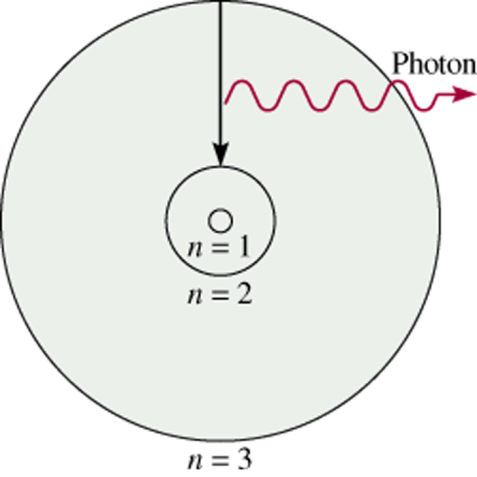 Photon
n = 1
n = 2
n = 3